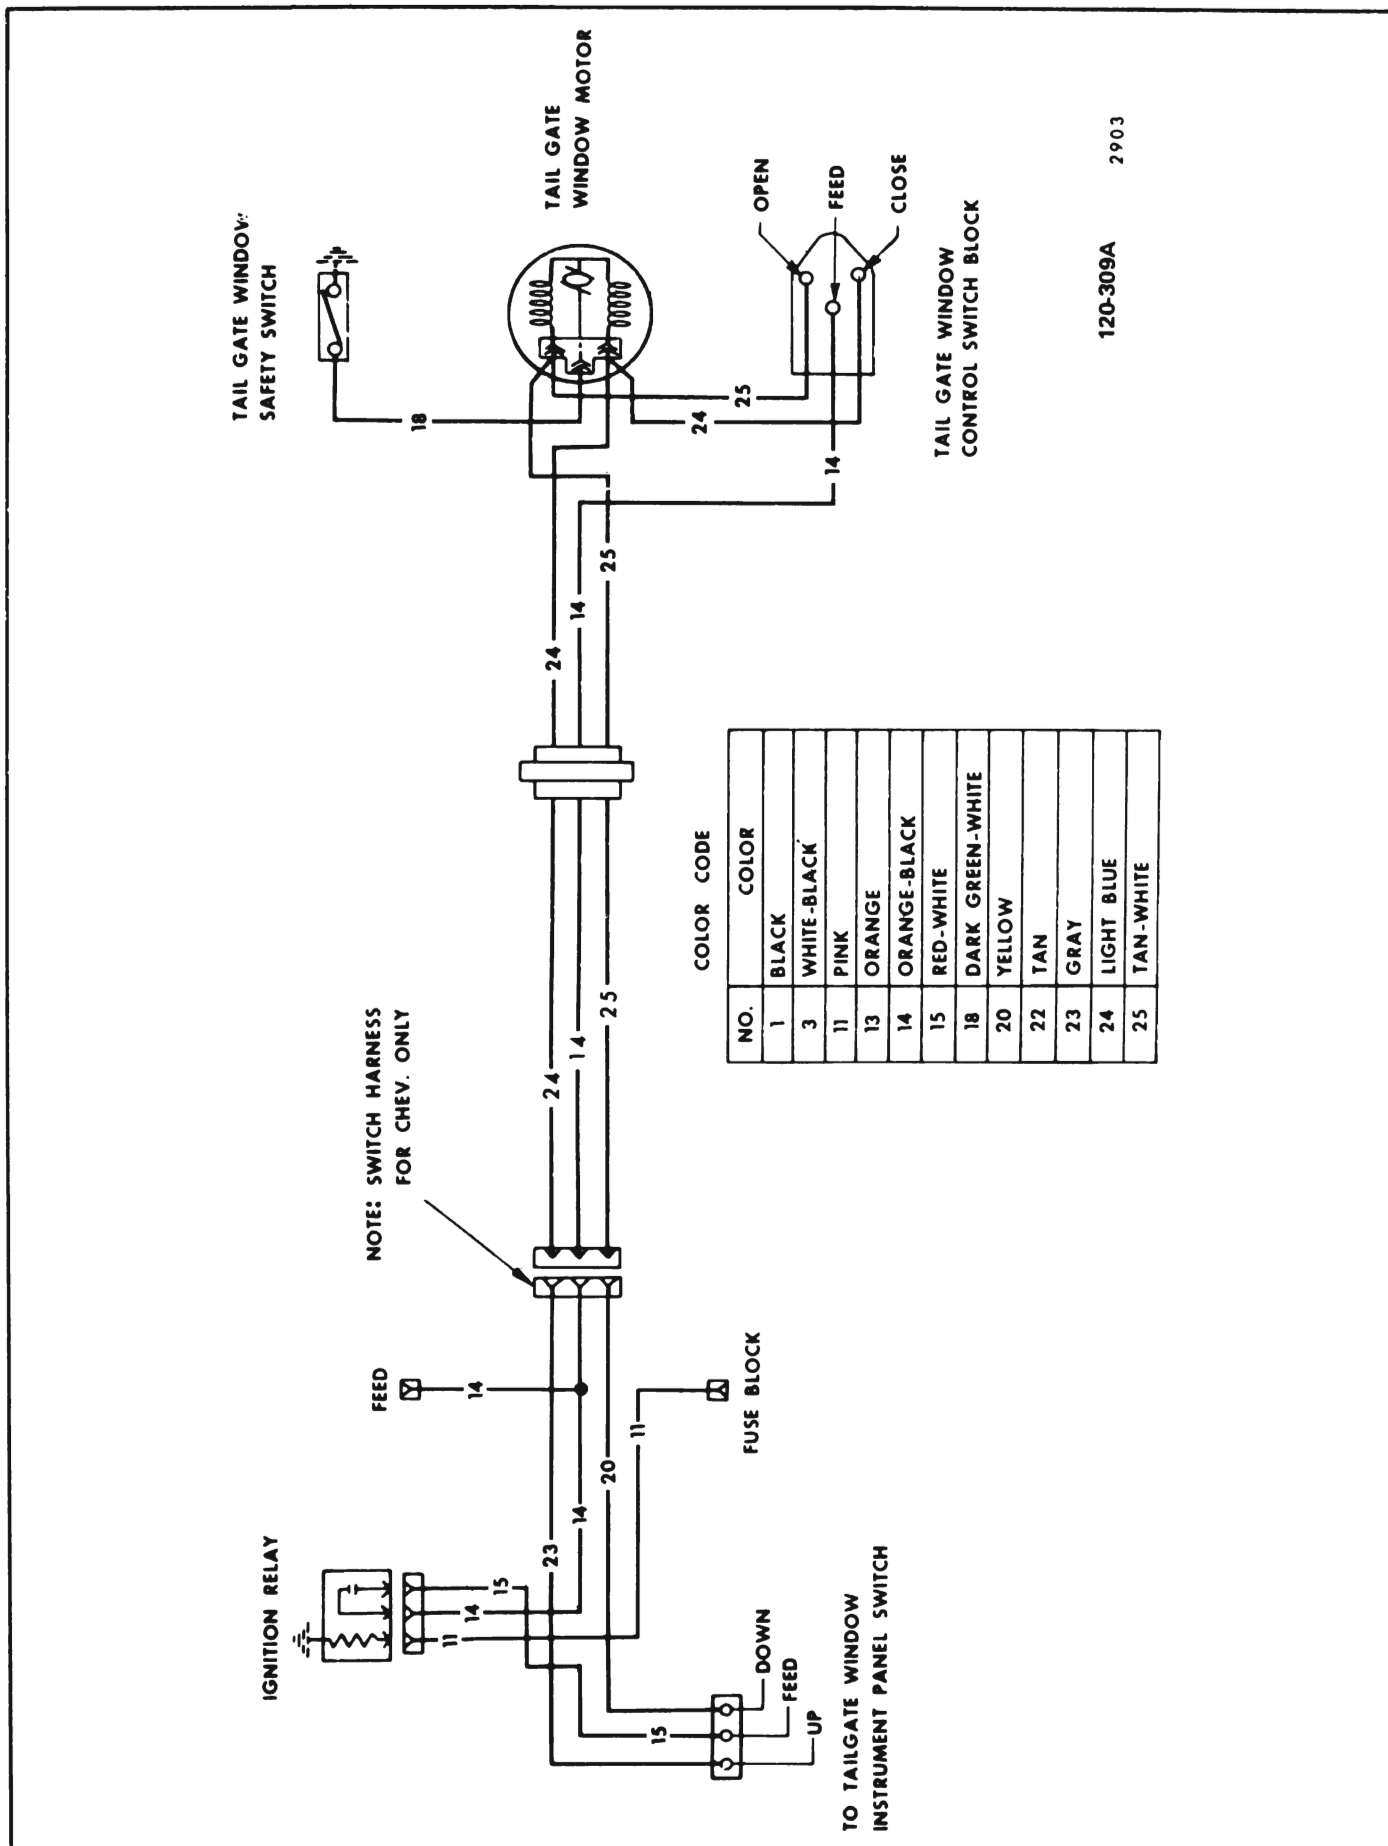 IGNITION RELAY
FEED
NOTE: SWITCH HARNESS
FOR CHEV. ONLY
TAIL GATE WINDOW
SAFETY SWITCH
TAIL GATE
WINDOW MOTOR
11
14
15
14
23
14
20
11
24
14
25
24
14
25
18
25
24
14
15
DOWN
FEED
UP
TO TAILGATE WINDOW
INSTRUMENT PANEL SWITCH
FUSE BLOCK
COLOR CODE
NO. COLOR
1 BLACK
3 WHITE-BLACK
11 PINK
13 ORANGE
14 ORANGE-BLACK
15 RED-WHITE
18 DARK GREEN-WHITE
20 YELLOW
22 TAN
23 GRAY
24 LIGHT BLUE
25 TAN-WHITE
OPEN
FEED
CLOSE
TAIL GATE WINDOW
CONTROL SWITCH BLOCK
120-309A
2903